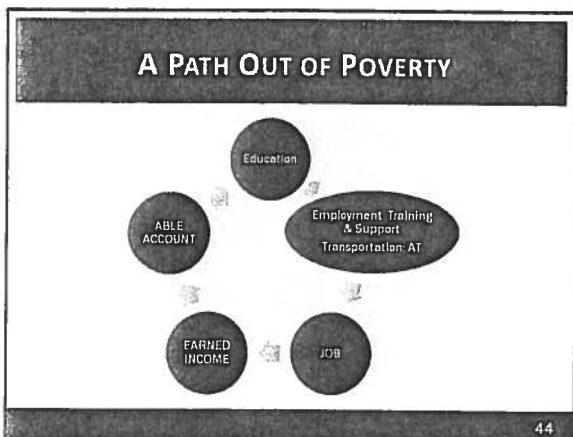 A PATH OUT OF POVERTY
Education
Employment Training
& Support
Transportation; AT
JOB
EARNED
INCOME
ABLE
ACCOUNT
44